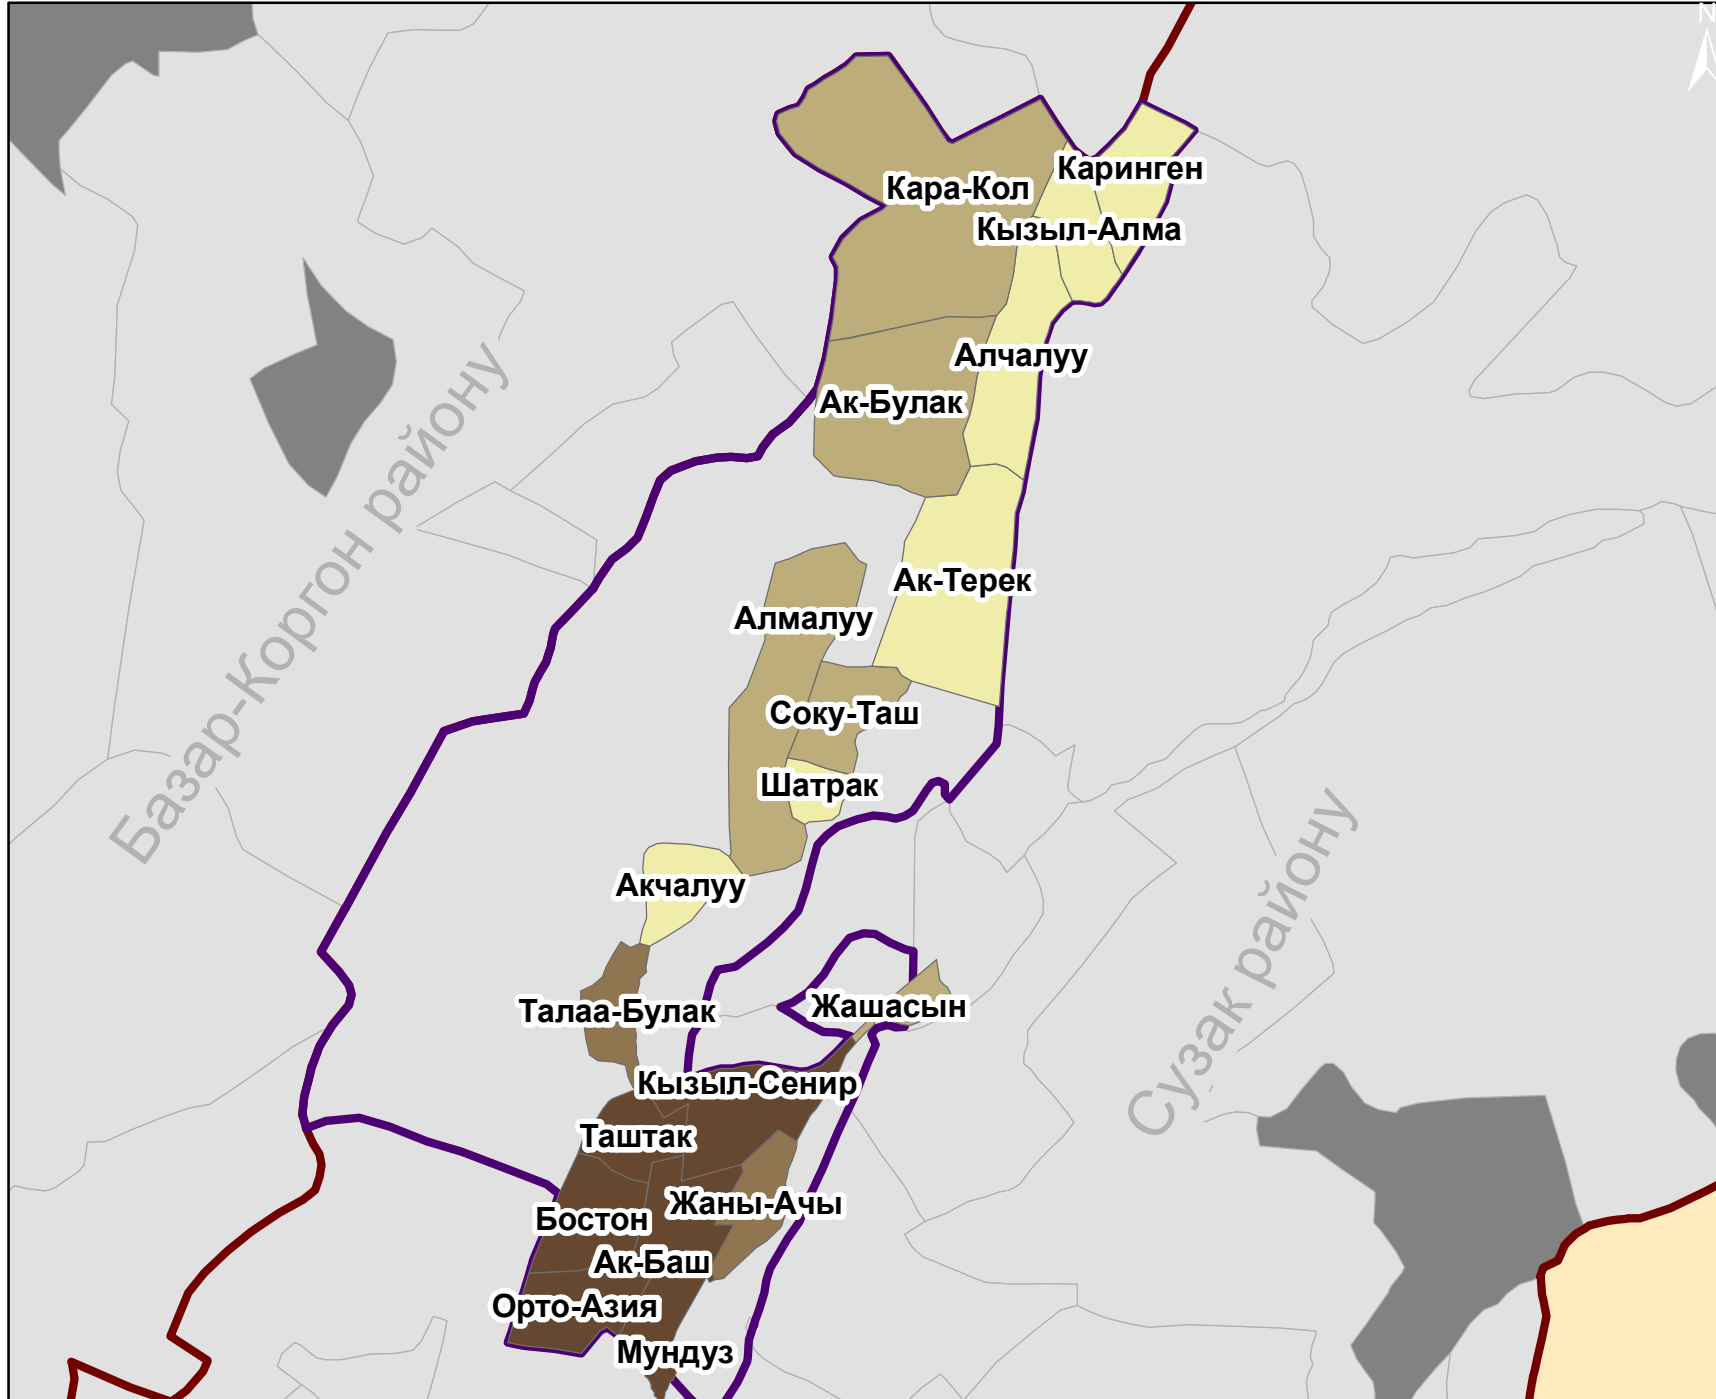 N
Каринген
Кара-Кол
Кызыл-Алма
Алчалуу
Ак-Булак
Базар-Коргон району
Ак-Терек
Алмалуу
Соку-Таш
Шатрак
Акчалуу
Сузак району
Жашасын
Талаа-Булак
Кызыл-Сенир
Таштак
Жаны-Ачы
Бостон
Ак-Баш
Орто-Азия
Мундуз